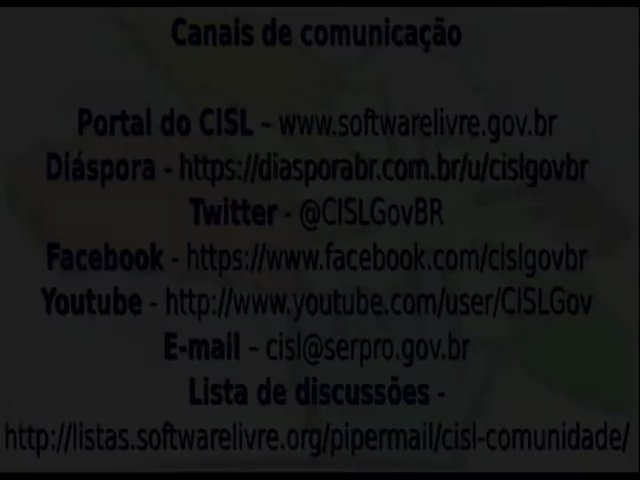 Canais de comunicação
Portal do CISL – www.softwarelivre.gov.br
Diáspora - https://diasporabr.com.br/u/cislgovbr
Twitter - @CISLGovBR
Facebook - https://www.facebook.com/cislgovbr
Youtube - http://www.youtube.com/user/CISLGov
E-mail – cisl@serpro.gov.br
Lista de discussões -
http://listas.softwarelivre.org/pipermail/cisl-comunidade/